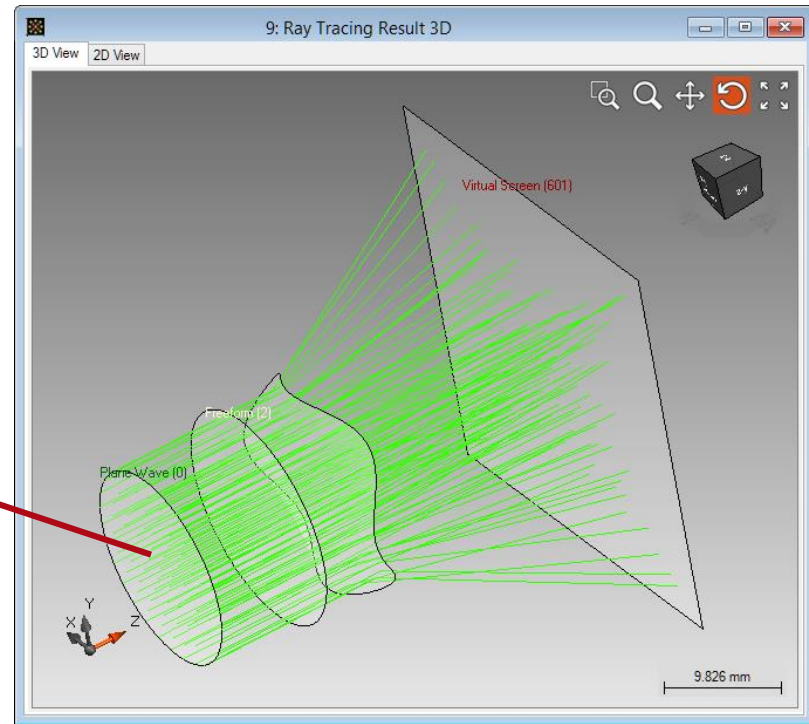 9: Ray Tracing Result 3D
3D View 2D View
Virtual Screen (601)
Freeform (2)
Plane Wave (0)
Y
X Z
9.826 mm